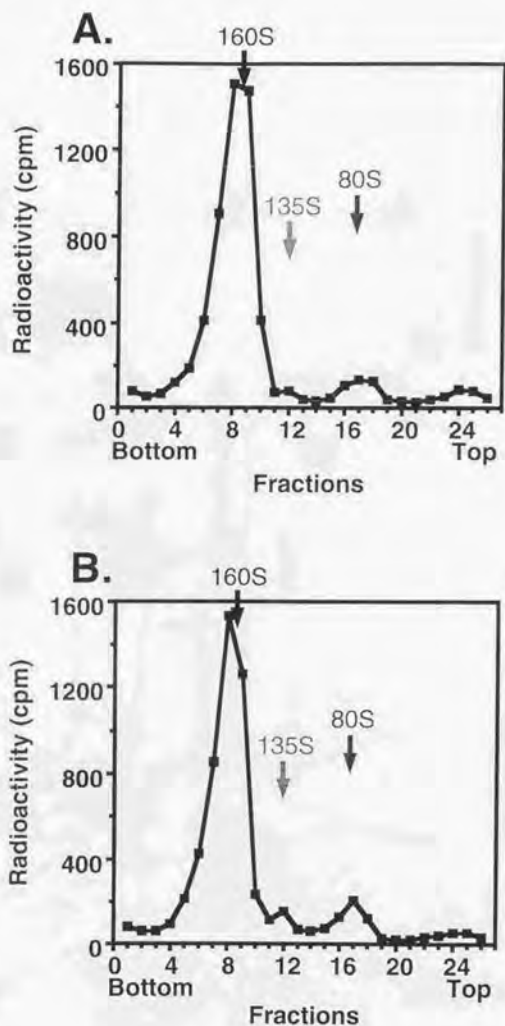 A.
160S
1600
1200
800
400
0
135S
80S
Radioactivity (cpm)
0 4 8 12 16 20 24
Bottom Top
Fractions
B.
160S
1600
1200
800
400
0
135S
80S
Radioactivity (cpm)
0 4 8 12 16 20 24
Bottom Top
Fractions